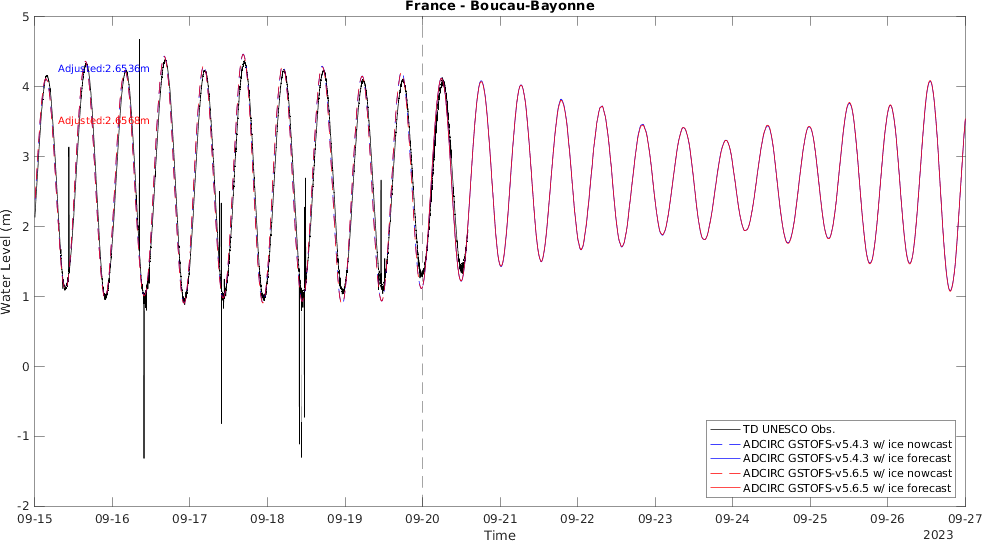 France - Boucau-Bayonne
Water Level (m)
5
4
3
2
1
0
-1
-2
Adjusted:2.6536m
Adjusted:2.6568m
TD UNESCO Obs.
ADCIRC GSTOFS-v5.4.3 w/ ice nowcast
ADCIRC GSTOFS-v5.4.3 w/ ice forecast
ADCIRC GSTOFS-v5.6.5 w/ ice nowcast
ADCIRC GSTOFS-v5.6.5 w/ ice forecast
09-15 09-16 09-17 09-18 09-19 09-20 09-21 09-22 09-23 09-24 09-25 09-26 09-27
Time
2023